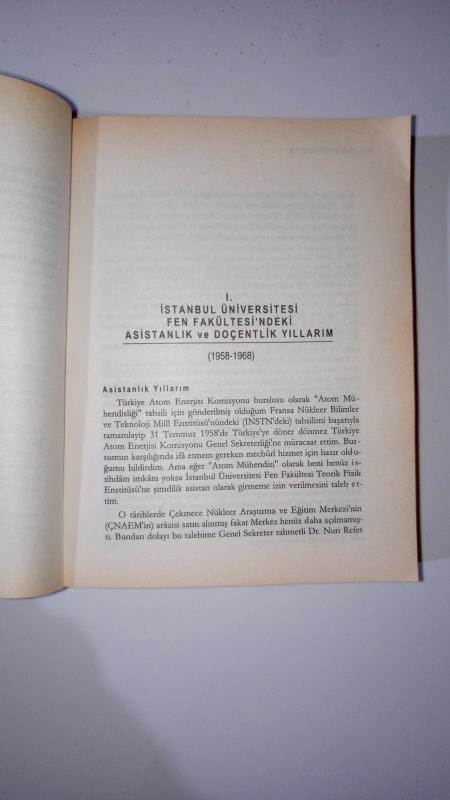 I.
İSTANBUL ÜNİVERSİTESİ
FEN FAKÜLTESİ'NDEKİ
ASİSTANLIK ve DOÇENTLİK YILLARIM
(1958-1968)
Asistanlık Yıllarım
Türkiye Atom Enerjisi Komisyonu burslusu olarak "Atom Mü-
hendisliği" tahsili için gönderilmiş olduğum Fransa Nükleer Bilimler
ve Teknoloji Millî Enstitüsü'nündeki (INSTN'deki) tahsilimi başarıyla
tamamlayıp 31 Temmuz 1958'de Türkiye'ye döner dönmez Türkiye
Atom Enerjisi Komisyonu Genel Sekreterliği'ne müracaat ettim. Bur-
sumun karşılığında ifâ etmem gereken mecbûrî hizmet için hazır oldu-
ğumu bildirdim. Ama eğer "Atom Mühendisi" olarak beni henüz is-
tihdâm imkânı yoksa İstanbul Üniversitesi Fen Fakültesi Teorik Fizik
Enstitüsü'ne şimdilik asistan olarak girmeme izin verilmesini taleb et-
tim.
O târihlerde Çekmece Nükleer Araştırma ve Eğitim Merkezi'nin
(ÇNAEM'in) arâzisi satın alınmış fakat Merkez henüz daha açılmamış-
tı. Bundan dolayı bu talebime Genel Sekreter rahmetli Dr. Nuri Refet